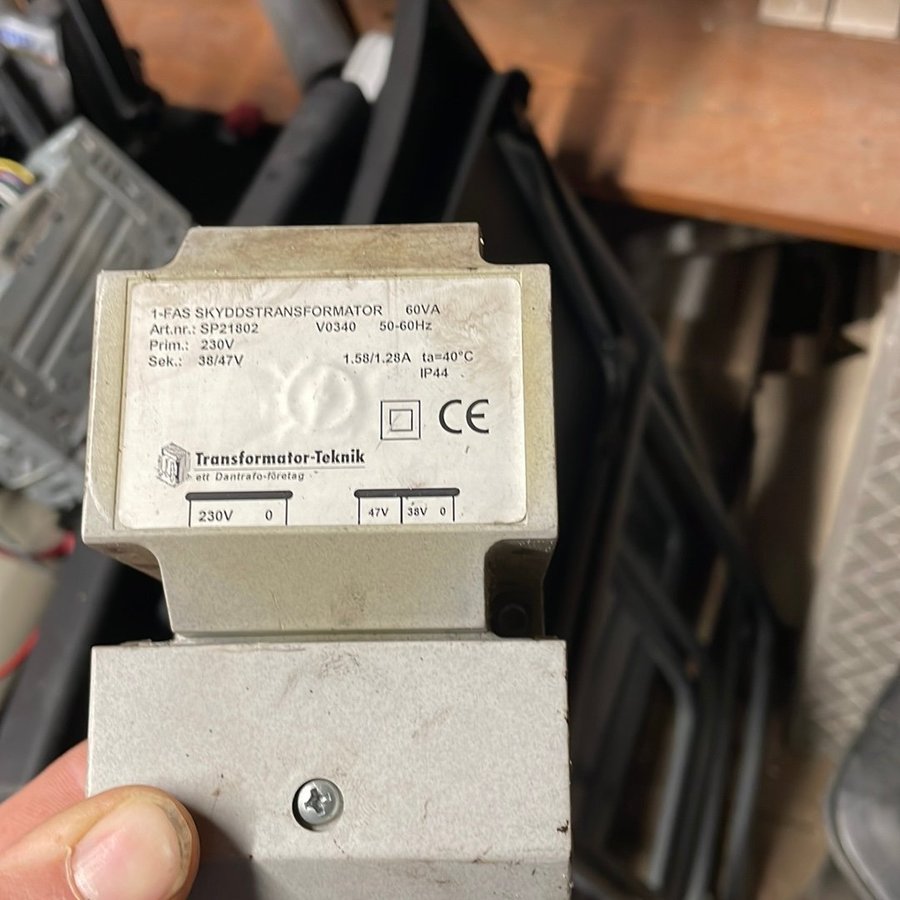 1-FAS SKYDDSTRANSFORMATOR 60VA
Art.nr.: SP21802 V0340 50-60Hz
Prim.: 230V
Sek.: 38/47V 1.58/1.28A ta=40°C
IP44
CE
Transformator-Teknik
ett Dantrafo-företag
230V 0 47V 38V 0